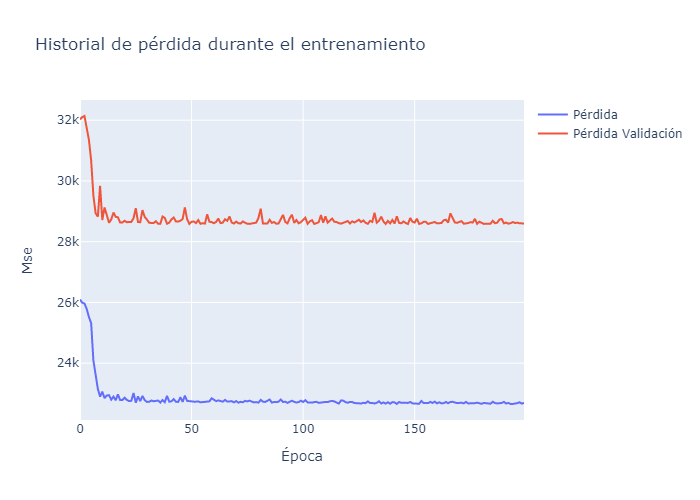 Historial de pérdida durante el entrenamiento
Pérdida
Pérdida Validación
32k
30k
28k
26k
24k
Mse
0
50
100
150
Época